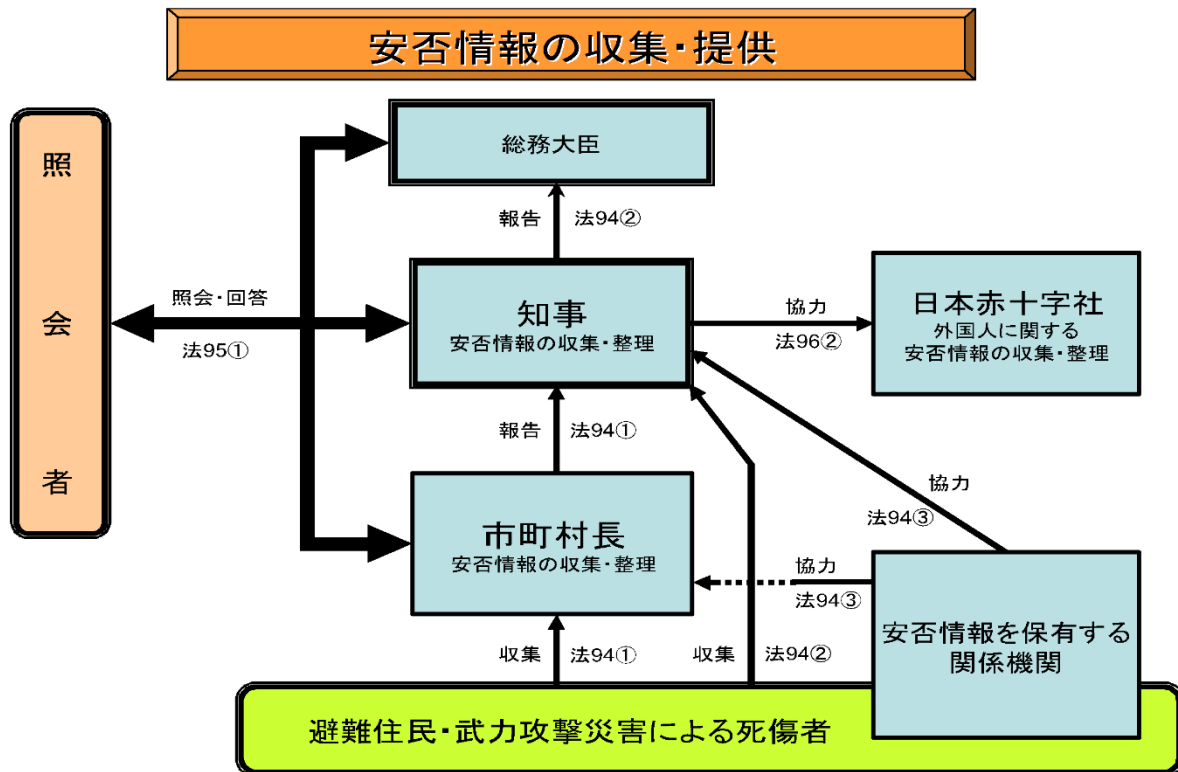 安否情報の収集・提供
照会者
総務大臣
報告 法94②
照会・回答
法95①
知事
安否情報の収集・整理
協力
法96②
日本赤十字社
外国人に関する
安否情報の収集・整理
報告 法94①
協力
法94③
市町村長
安否情報の収集・整理
協力
法94③
安否情報を保有する
関係機関
収集 法94①
収集 法94②
避難住民・武力攻撃災害による死傷者